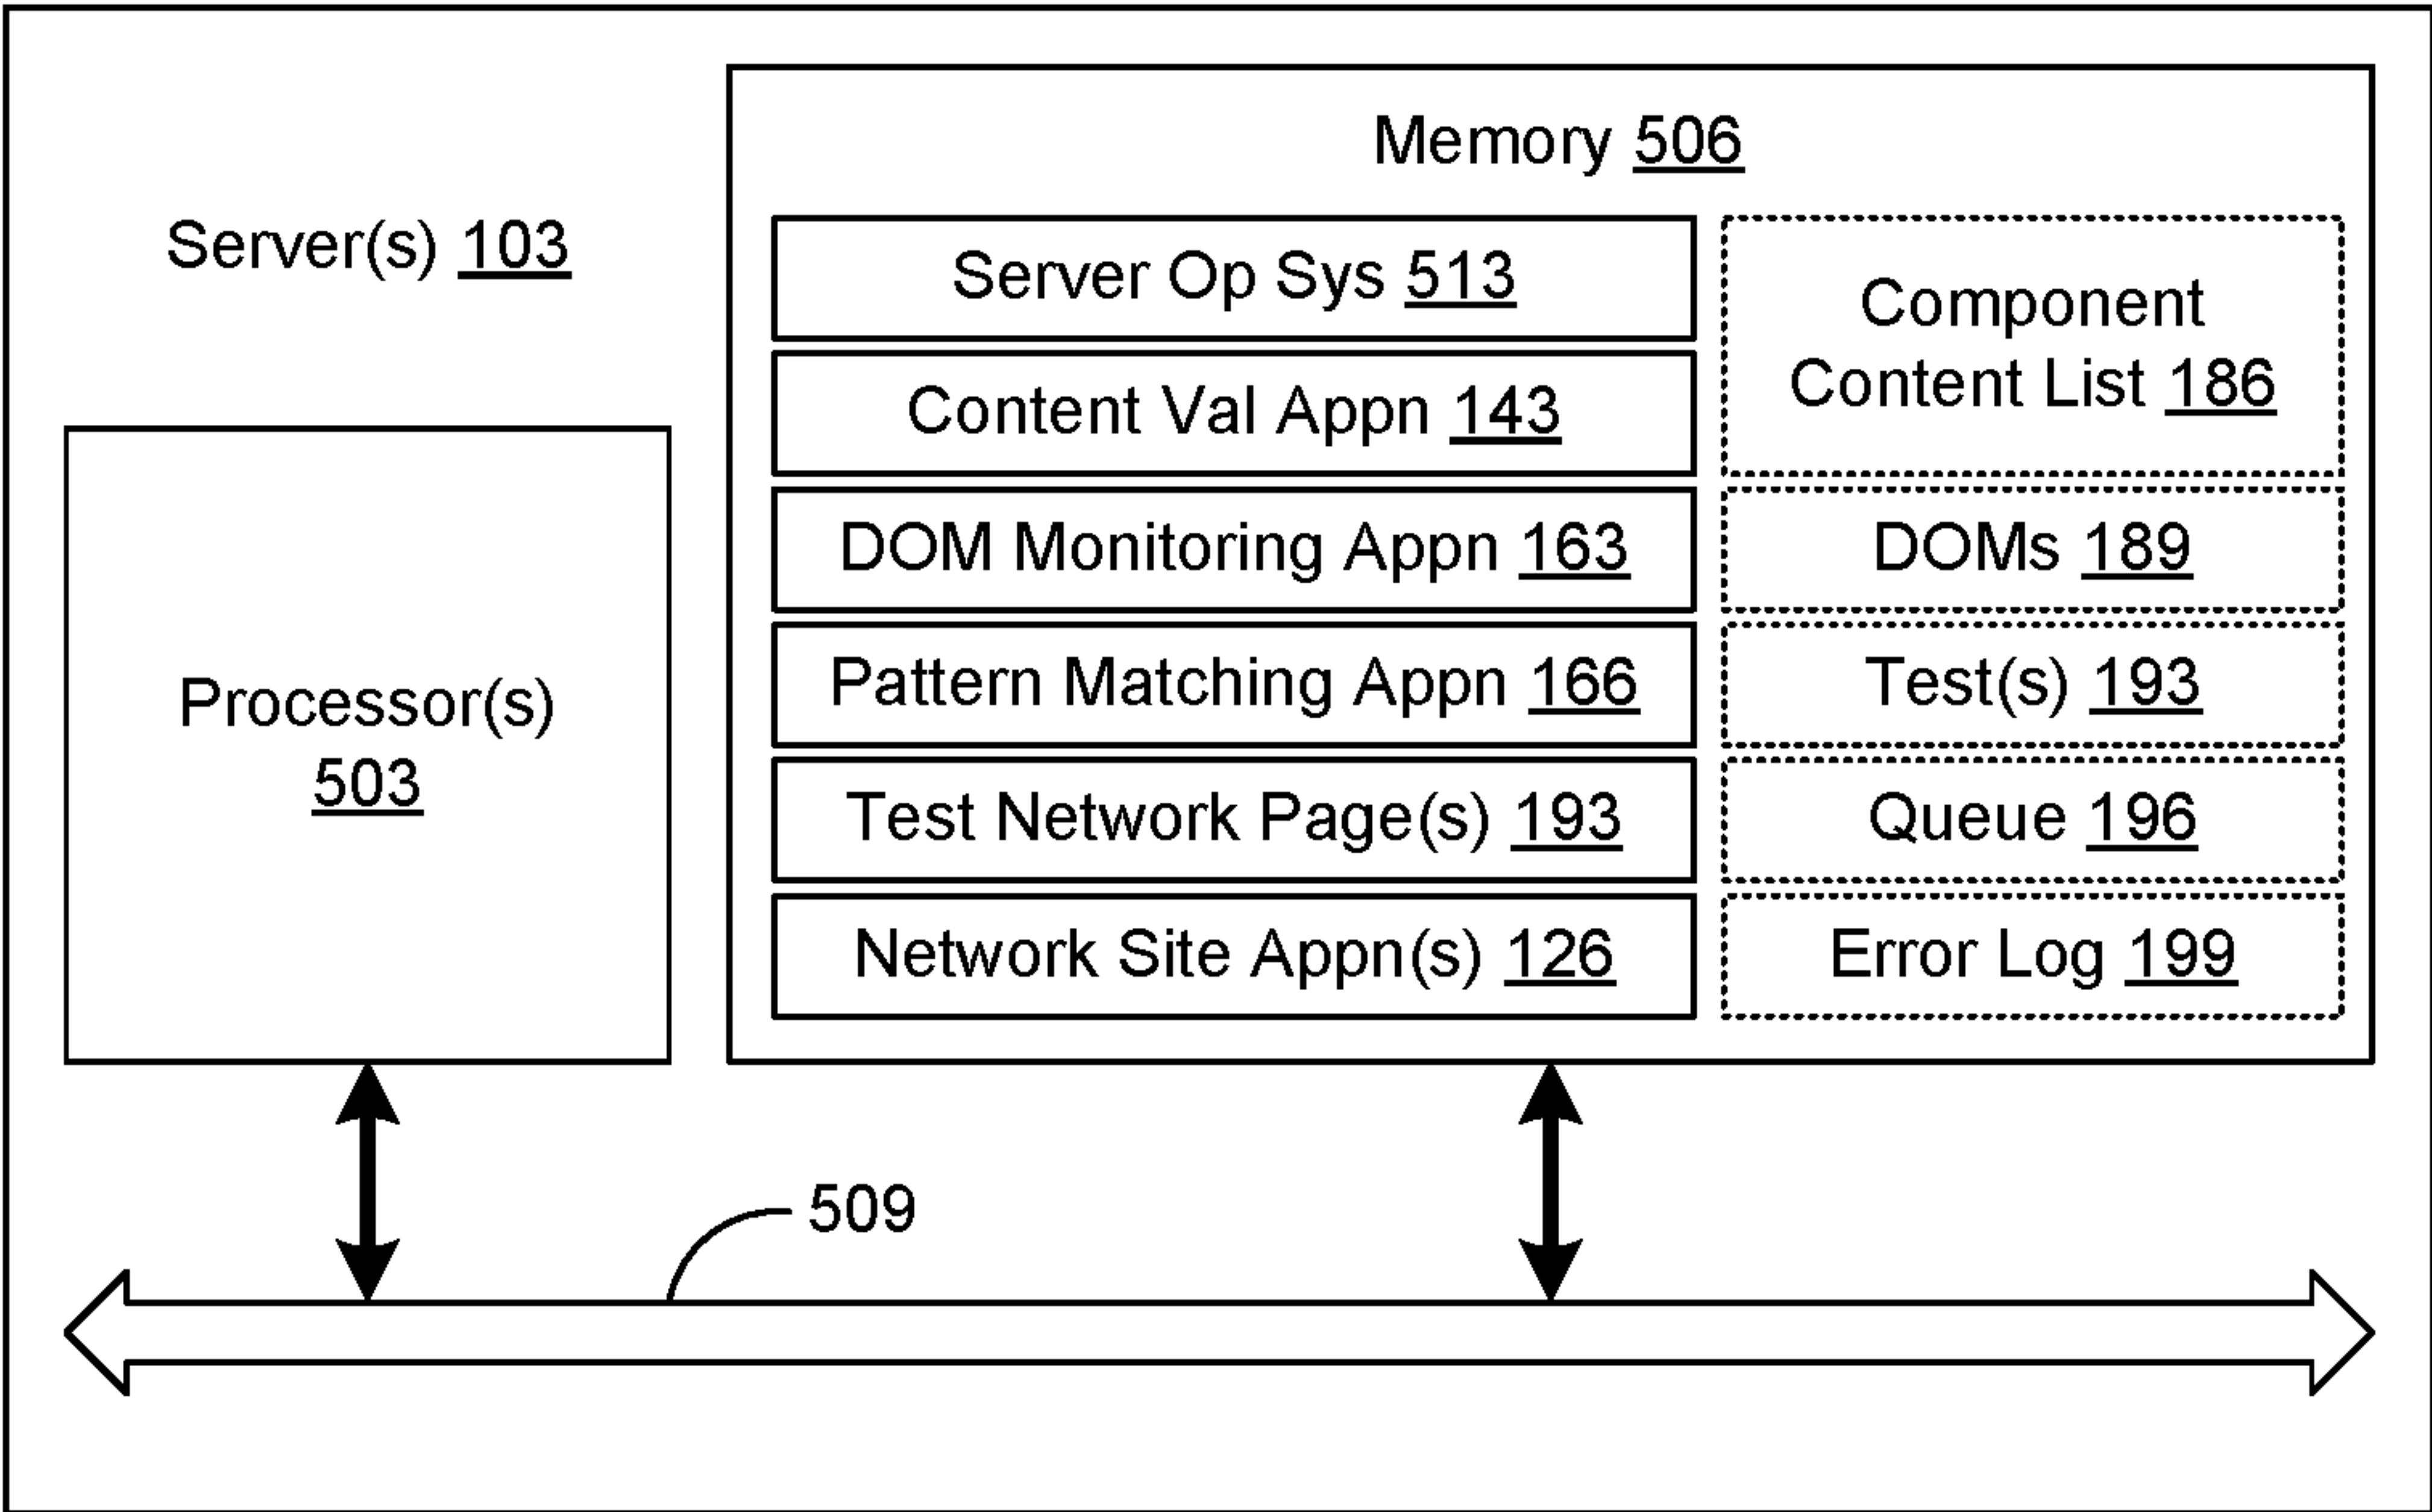 Server(s) 103
Processor(s)
503
Memory 506
Server Op Sys 513
Content Val Appn 143
DOM Monitoring Appn 163
Pattern Matching Appn 166
Test Network Page(s) 193
Network Site Appn(s) 126
Component
Content List 186
DOMs 189
Test(s) 193
Queue 196
Error Log 199
509